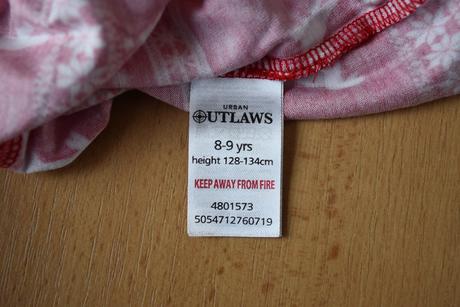 URBAN
OUTLAWS
8-9 yrs
height 128-134cm
KEEP AWAY FROM FIRE
4801573
5054712760719